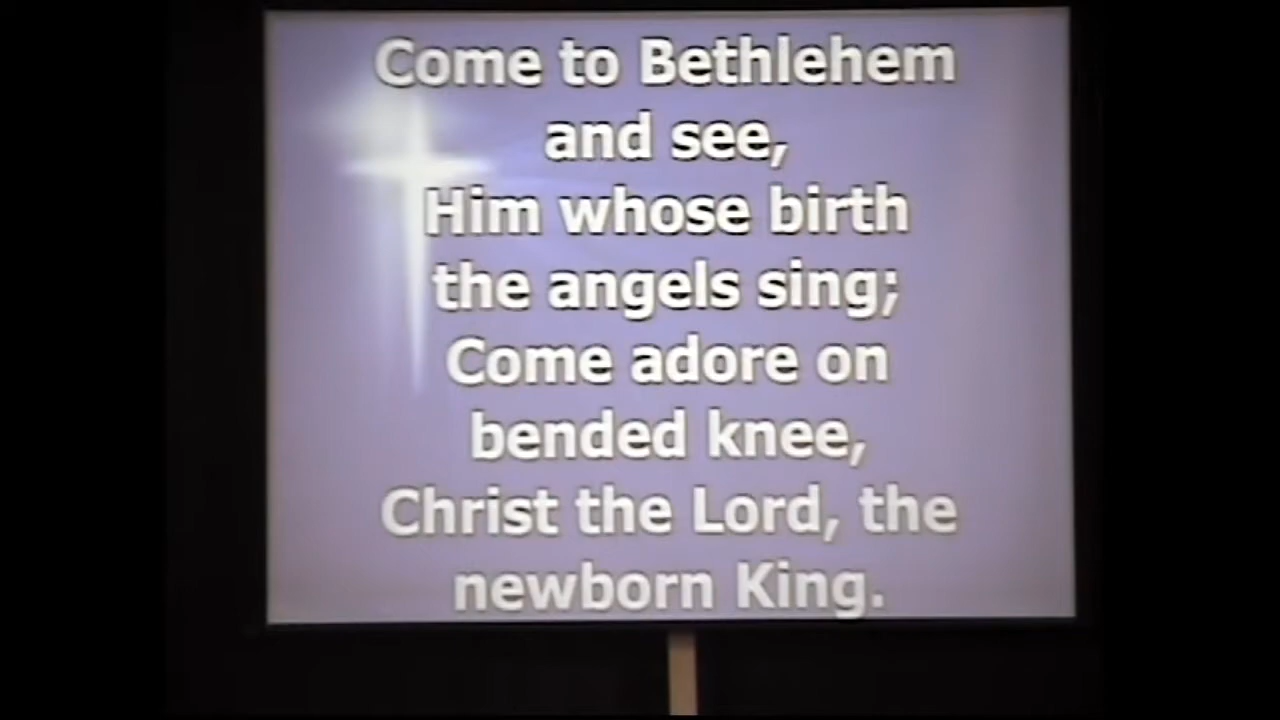 Come to Bethlehem
and see,
Him whose birth
the angels sing;
Come adore on
bended knee,
Christ the Lord, the
newborn King.